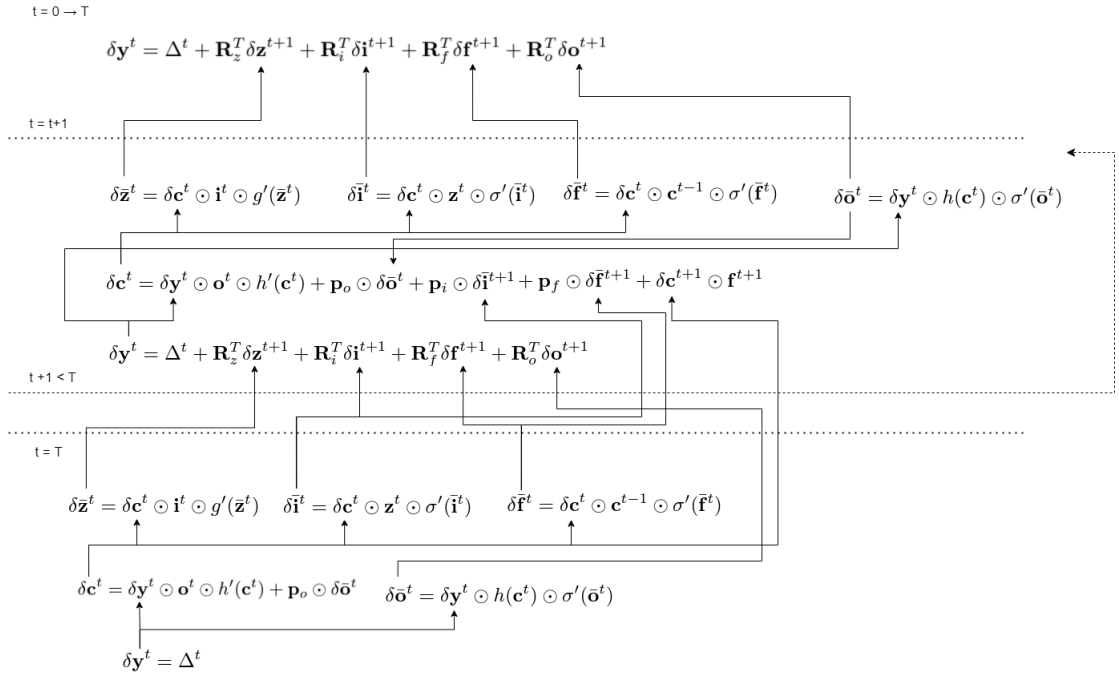 t = 0 → T
δy^t = Δ^t + R_z^T δz^{t+1} + R_i^T δi^{t+1} + R_f^T δf^{t+1} + R_o^T δo^{t+1}
t = t+1
δz̄^t = δc^t ⊙ i^t ⊙ g′(z̄^t) δī^t = δc^t ⊙ z^t ⊙ σ′(ī^t) δf̄^t = δc^t ⊙ c^{t−1} ⊙ σ′(f̄^t) δō^t = δy^t ⊙ h(c^t) ⊙ σ′(ō^t)
δc^t = δy^t ⊙ o^t ⊙ h′(c^t) + p_o ⊙ δō^t + p_i ⊙ δī^{t+1} + p_f ⊙ δf̄^{t+1} + δc^{t+1} ⊙ f^{t+1}
δy^t = Δ^t + R_z^T δz^{t+1} + R_i^T δi^{t+1} + R_f^T δf^{t+1} + R_o^T δo^{t+1}
t +1 < T
t = T
δz̄^t = δc^t ⊙ i^t ⊙ g′(z̄^t) δī^t = δc^t ⊙ z^t ⊙ σ′(ī^t) δf̄^t = δc^t ⊙ c^{t−1} ⊙ σ′(f̄^t)
δc^t = δy^t ⊙ o^t ⊙ h′(c^t) + p_o ⊙ δō^t δō^t = δy^t ⊙ h(c^t) ⊙ σ′(ō^t)
δy^t = Δ^t